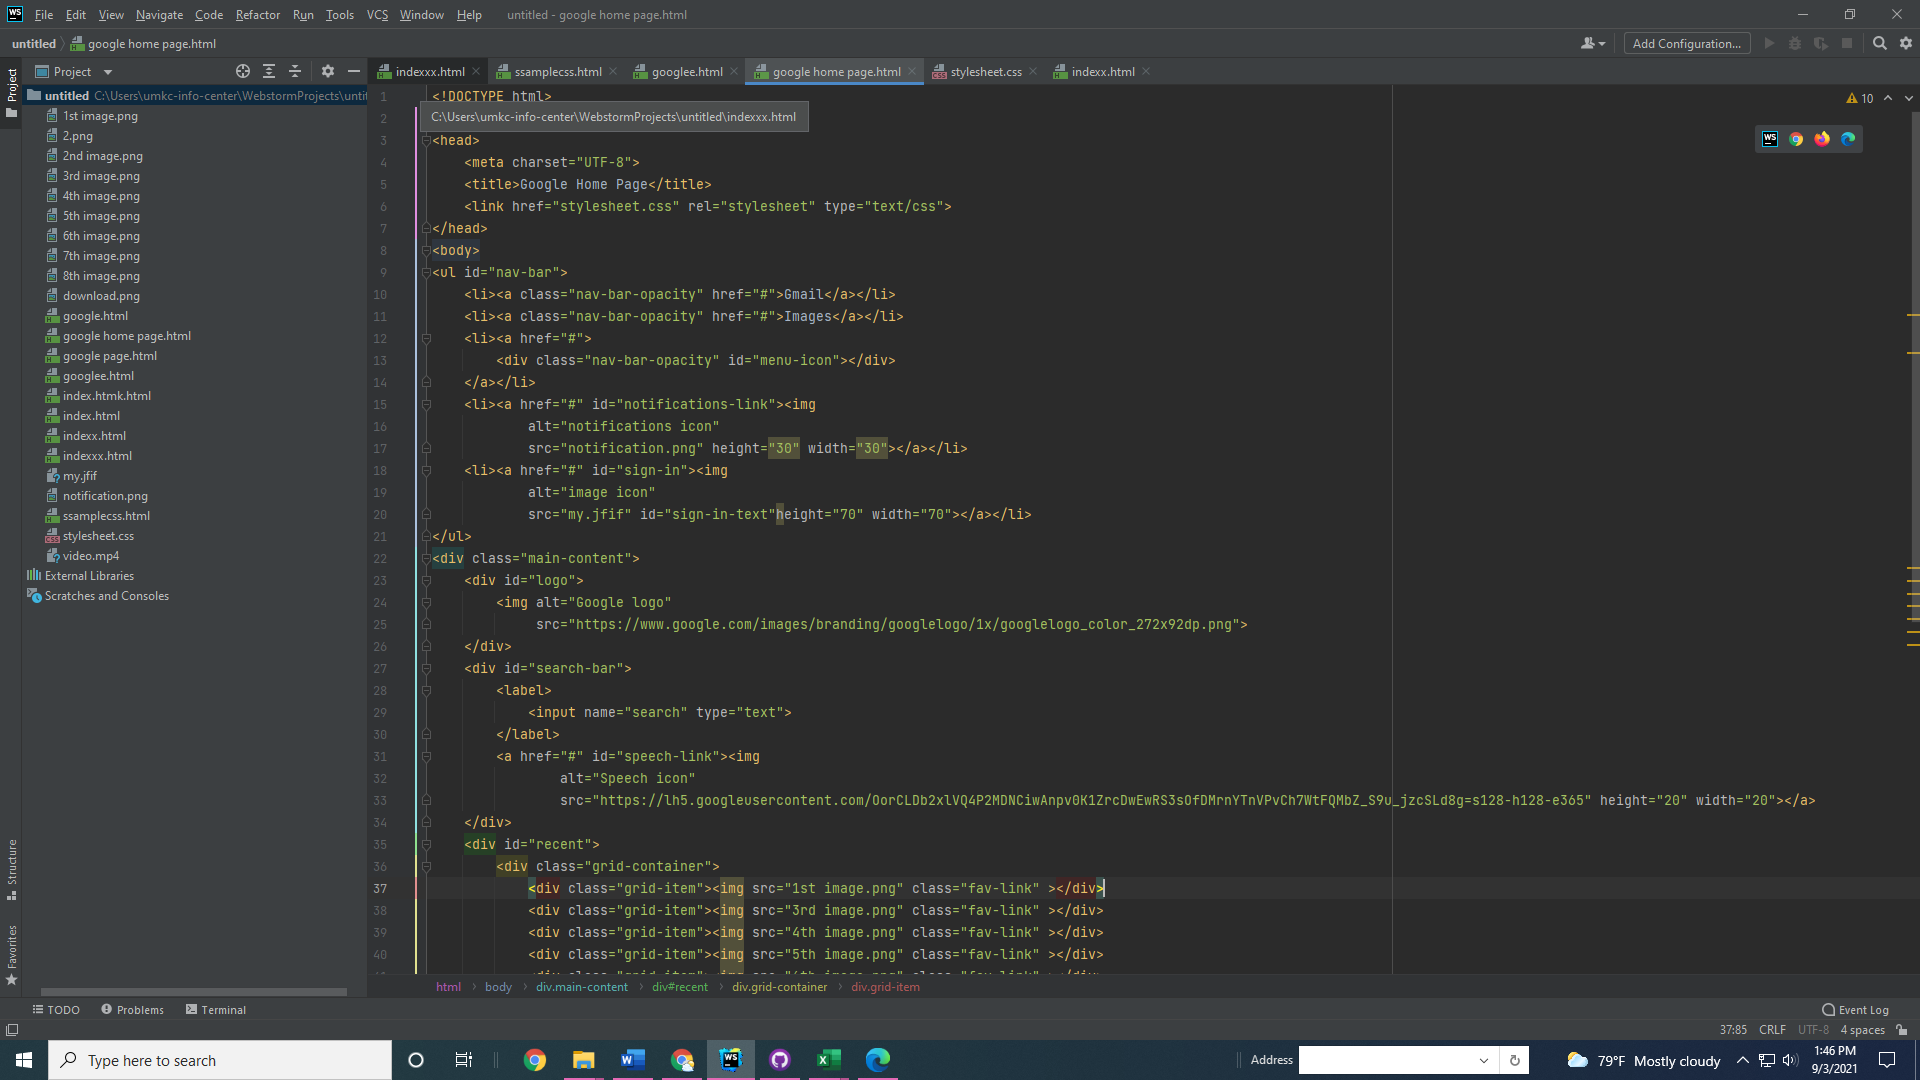 WS File Edit View Navigate Code Refactor Run Tools VCS Window Help untitled - google home page.html
untitled google home page.html Add Configuration...
Project
Project
indexxx.html ssamplecss.html googlee.html google home page.html stylesheet.css indexx.html
untitled C:\Users\umkc-info-center\WebstormProjects\unti
1st image.png
2.png
2nd image.png
3rd image.png
4th image.png
5th image.png
6th image.png
7th image.png
8th image.png
download.png
google.html
google home page.html
google page.html
googlee.html
index.htmk.html
index.html
indexx.html
indexxx.html
my.jfif
notification.png
ssamplecss.html
stylesheet.css
video.mp4
External Libraries
Scratches and Consoles
Structure
Favorites
10
WS
C:\Users\umkc-info-center\WebstormProjects\untitled\indexxx.html
1 <!DOCTYPE html>
2
3 <head>
4 <meta charset="UTF-8">
5 <title>Google Home Page</title>
6 <link href="stylesheet.css" rel="stylesheet" type="text/css">
7 </head>
8 <body>
9 <ul id="nav-bar">
10 <li><a class="nav-bar-opacity" href="#">Gmail</a></li>
11 <li><a class="nav-bar-opacity" href="#">Images</a></li>
12 <li><a href="#">
13 <div class="nav-bar-opacity" id="menu-icon"></div>
14 </a></li>
15 <li><a href="#" id="notifications-link"><img
16 alt="notifications icon"
17 src="notification.png" height="30" width="30"></a></li>
18 <li><a href="#" id="sign-in"><img
19 alt="image icon"
20 src="my.jfif" id="sign-in-text"height="70" width="70"></a></li>
21 </ul>
22 <div class="main-content">
23 <div id="logo">
24 <img alt="Google logo"
25 src="https://www.google.com/images/branding/googlelogo/1x/googlelogo_color_272x92dp.png">
26 </div>
27 <div id="search-bar">
28 <label>
29 <input name="search" type="text">
30 </label>
31 <a href="#" id="speech-link"><img
32 alt="Speech icon"
33 src="https://lh5.googleusercontent.com/OorCLDb2xlVQ4P2MDNCiwAnpv0K1ZrcDwEwRS3sOfDMrnYTnVPvCh7WtFQMbZ_S9u_jzcSLd8g=s128-h128-e365" height="20" width="20"></a>
34 </div>
35 <div id="recent">
36 <div class="grid-container">
37 <div class="grid-item"><img src="1st image.png" class="fav-link" ></div>
38 <div class="grid-item"><img src="3rd image.png" class="fav-link" ></div>
39 <div class="grid-item"><img src="4th image.png" class="fav-link" ></div>
40 <div class="grid-item"><img src="5th image.png" class="fav-link" ></div>
html body div.main-content div#recent div.grid-container div.grid-item
TODO Problems Terminal Event Log
37:85 CRLF UTF-8 4 spaces
Type here to search
Address
79°F Mostly cloudy
1:46 PM
9/3/2021